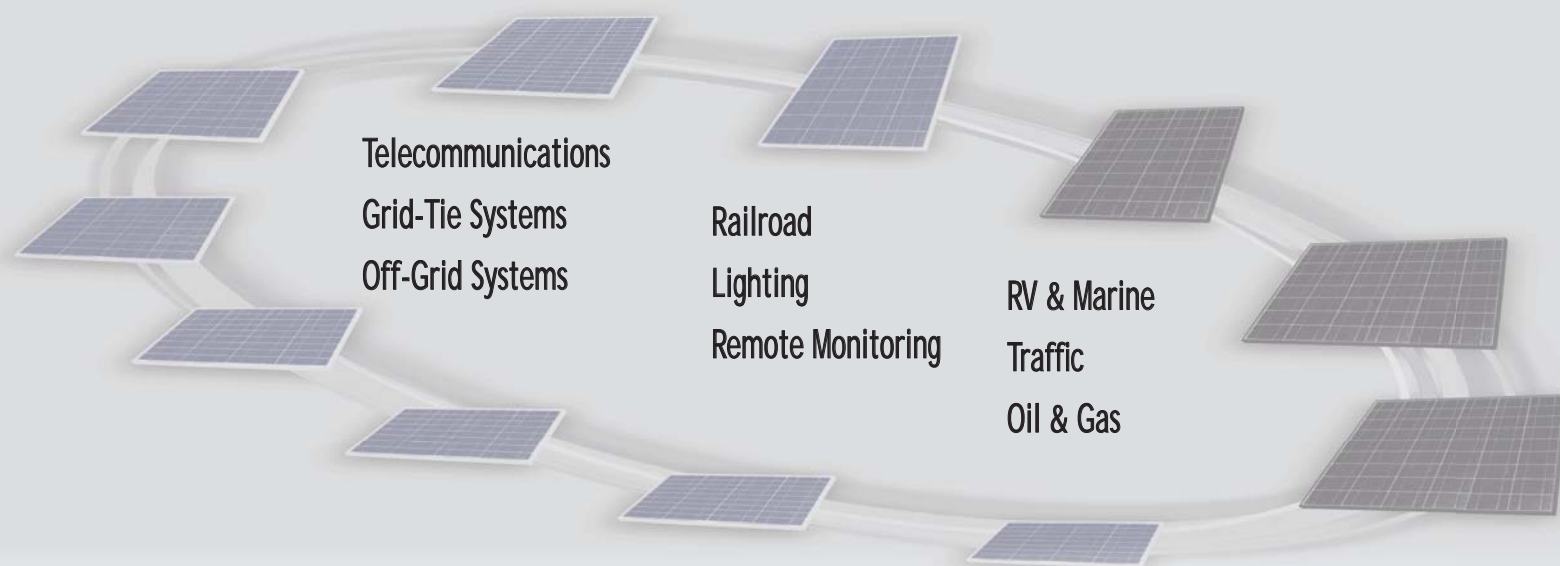 Telecommunications
Grid-Tie Systems
Off-Grid Systems
Railroad
Lighting
Remote Monitoring
RV & Marine
Traffic
Oil & Gas